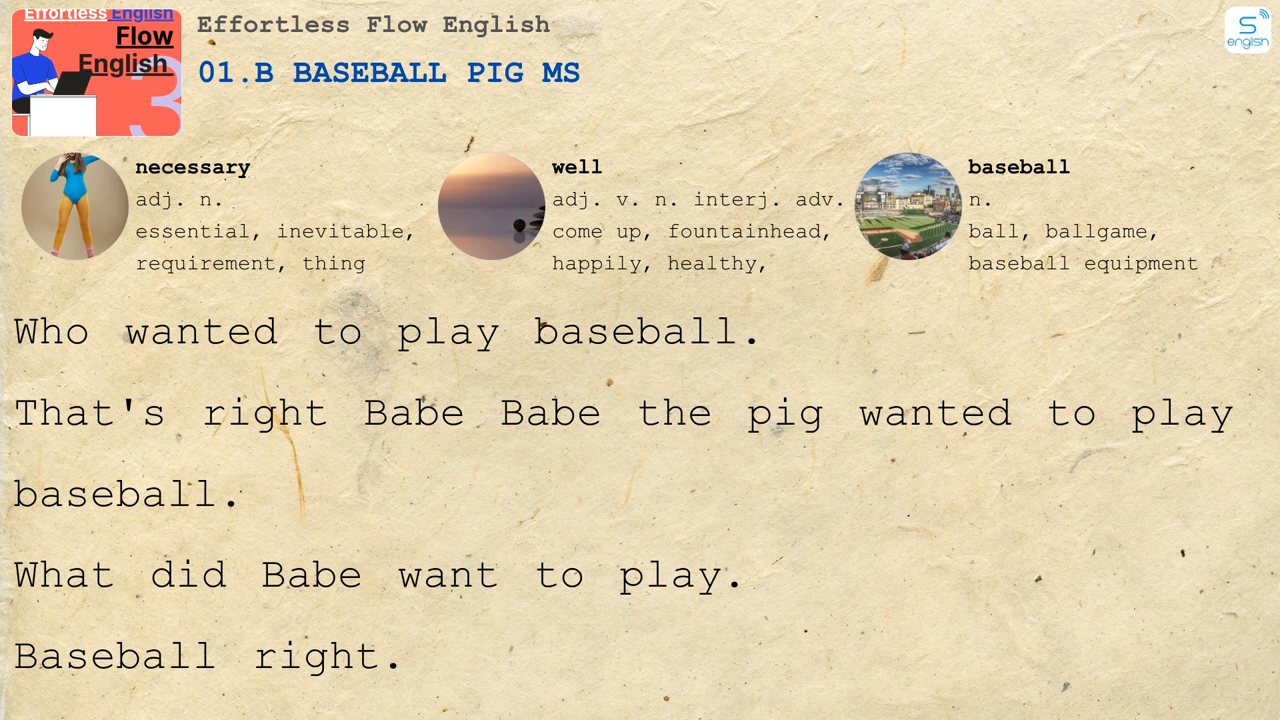 Effortless English
Flow
English
3
Effortless Flow English
01.B BASEBALL PIG MS
S
english
necessary
adj. n.
essential, inevitable,
requirement, thing
well
adj. v. n. interj. adv.
come up, fountainhead,
happily, healthy,
baseball
n.
ball, ballgame,
baseball equipment
Who wanted to play baseball.
That's right Babe Babe the pig wanted to play
baseball.
What did Babe want to play.
Baseball right.